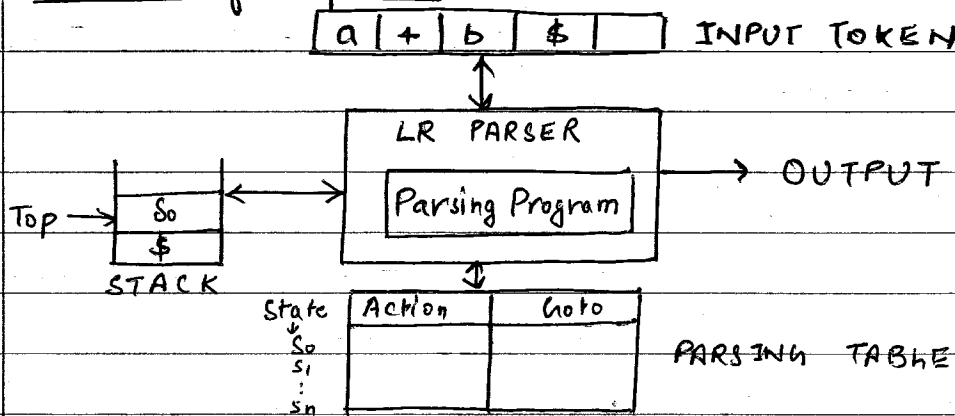 a + b $ INPUT TOKEN
LR PARSER
OUTPUT
Parsing Program
Top
S0
$
STACK
State Action Goto
S0
S1
:
Sn
PARSING TABLE